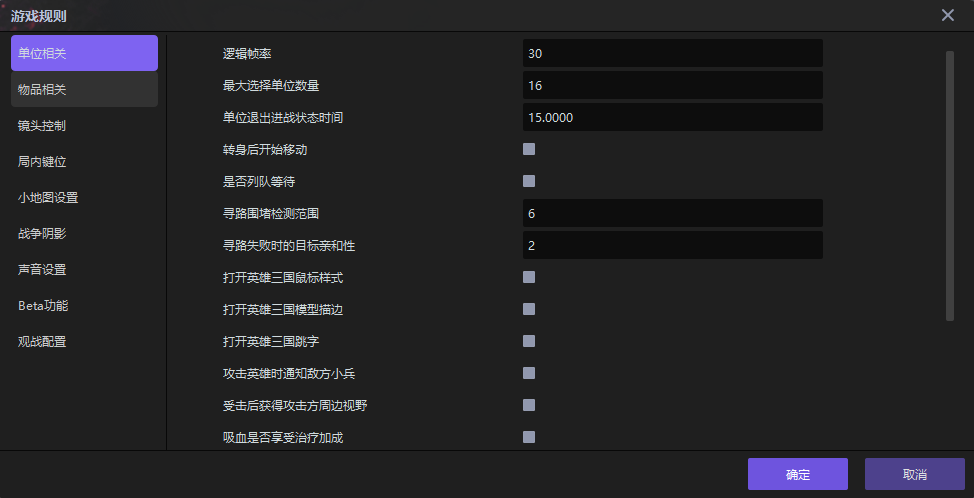 游戏规则
单位相关
物品相关
镜头控制
局内键位
小地图设置
战争阴影
声音设置
Beta功能
观战配置
逻辑帧率 30
最大选择单位数量 16
单位退出进战状态时间 15.0000
转身后开始移动
是否列队等待
寻路围堵检测范围 6
寻路失败时的目标亲和性 2
打开英雄三国鼠标样式
打开英雄三国模型描边
打开英雄三国跳字
攻击英雄时通知敌方小兵
受击后获得攻击方周边视野
吸血是否享受治疗加成
确定 取消